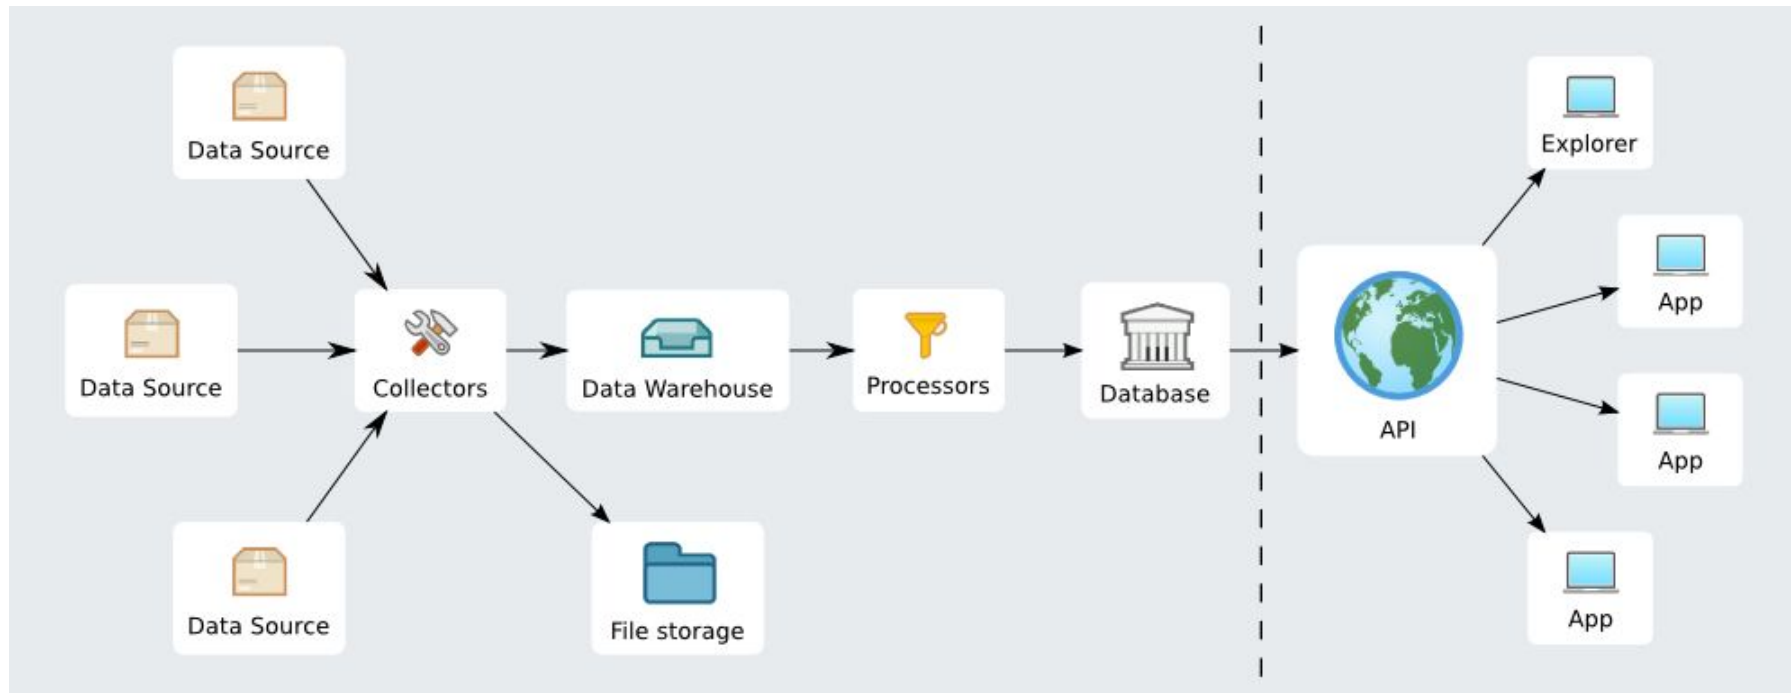 Data Source
Data Source
Data Source
Collectors
Data Warehouse
File storage
Processors
Database
API
Explorer
App
App
App